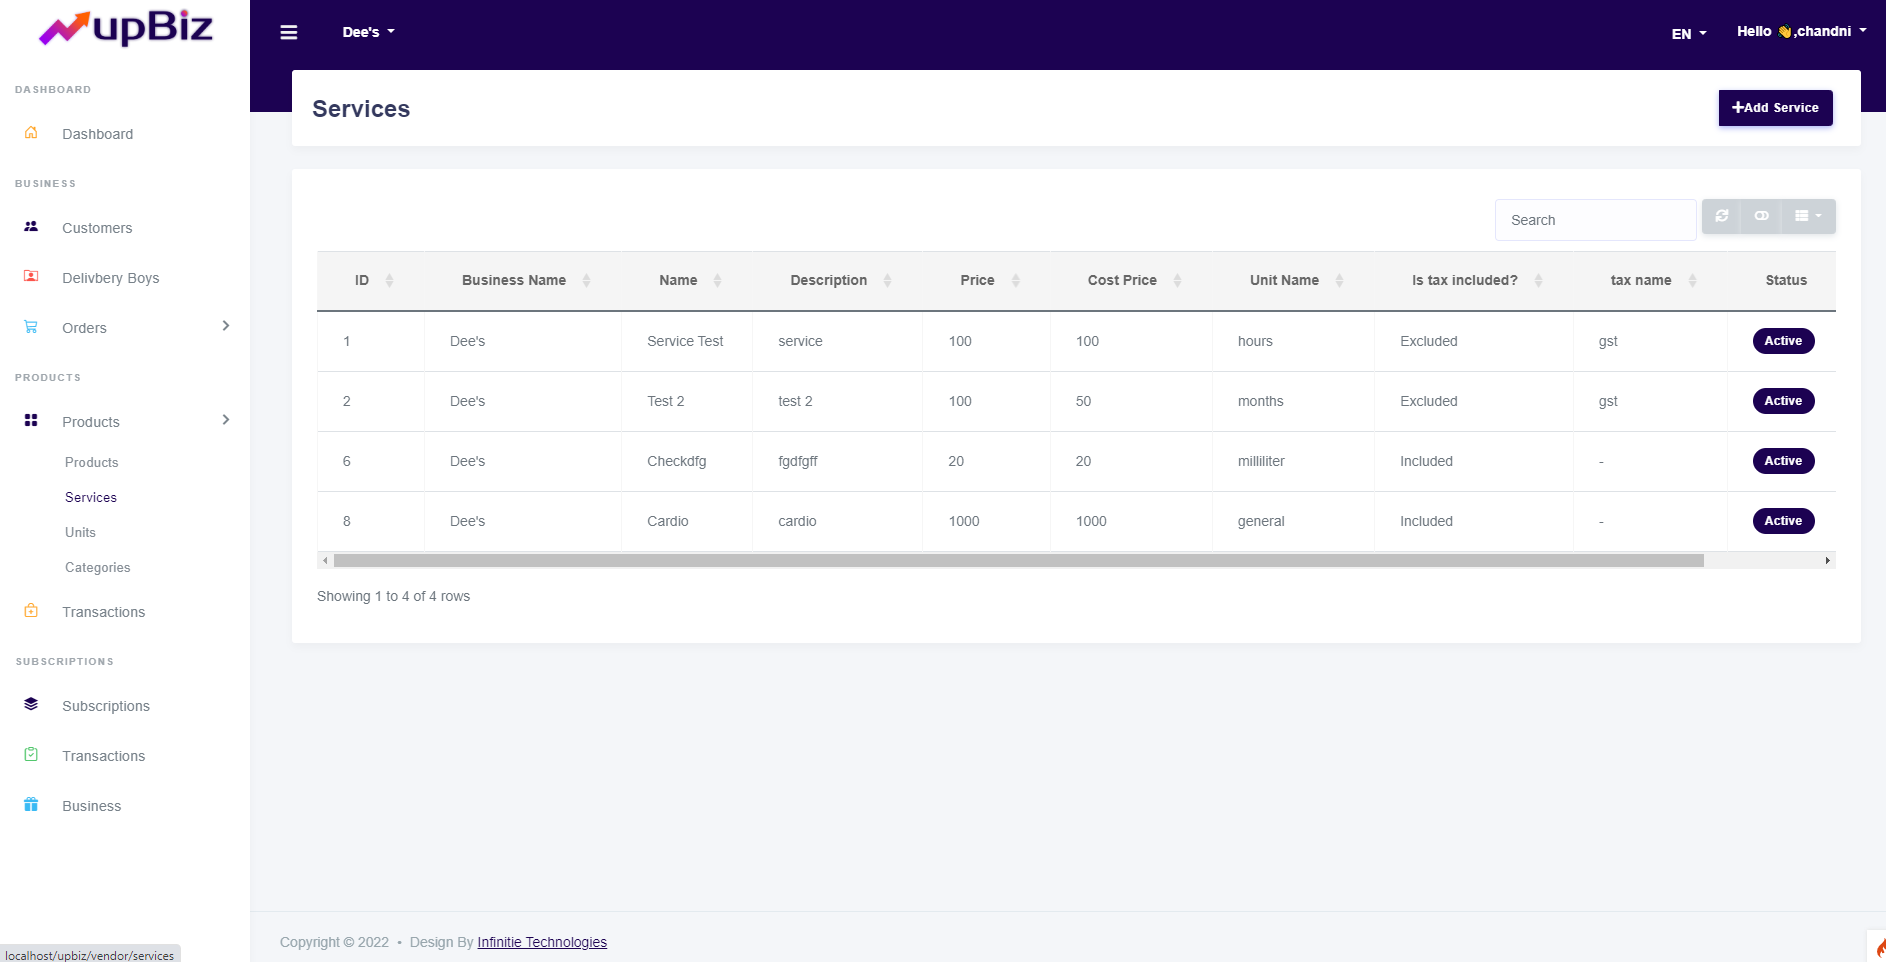 upBiz
Dee's
EN
Hello 👋,chandni
DASHBOARD
Dashboard
BUSINESS
Customers
Delivbery Boys
Orders
PRODUCTS
Products
Products
Services
Units
Categories
Transactions
SUBSCRIPTIONS
Subscriptions
Transactions
Business
localhost/upbiz/vendor/services
Services
Add Service
Search
ID Business Name Name Description Price Cost Price Unit Name Is tax included? tax name Status
1 Dee's Service Test service 100 100 hours Excluded gst Active
2 Dee's Test 2 test 2 100 50 months Excluded gst Active
6 Dee's Checkdfg fgdfgff 20 20 milliliter Included - Active
8 Dee's Cardio cardio 1000 1000 general Included - Active
Showing 1 to 4 of 4 rows
Copyright © 2022 • Design By Infinitie Technologies